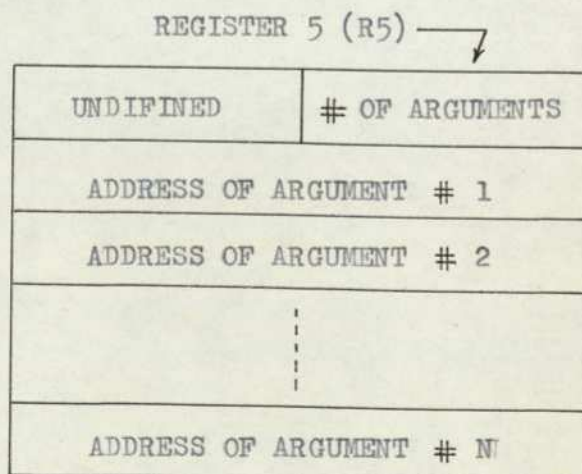 REGISTER 5 (R5)
UNDIFINED # OF ARGUMENTS
ADDRESS OF ARGUMENT # 1
ADDRESS OF ARGUMENT # 2
ADDRESS OF ARGUMENT # N